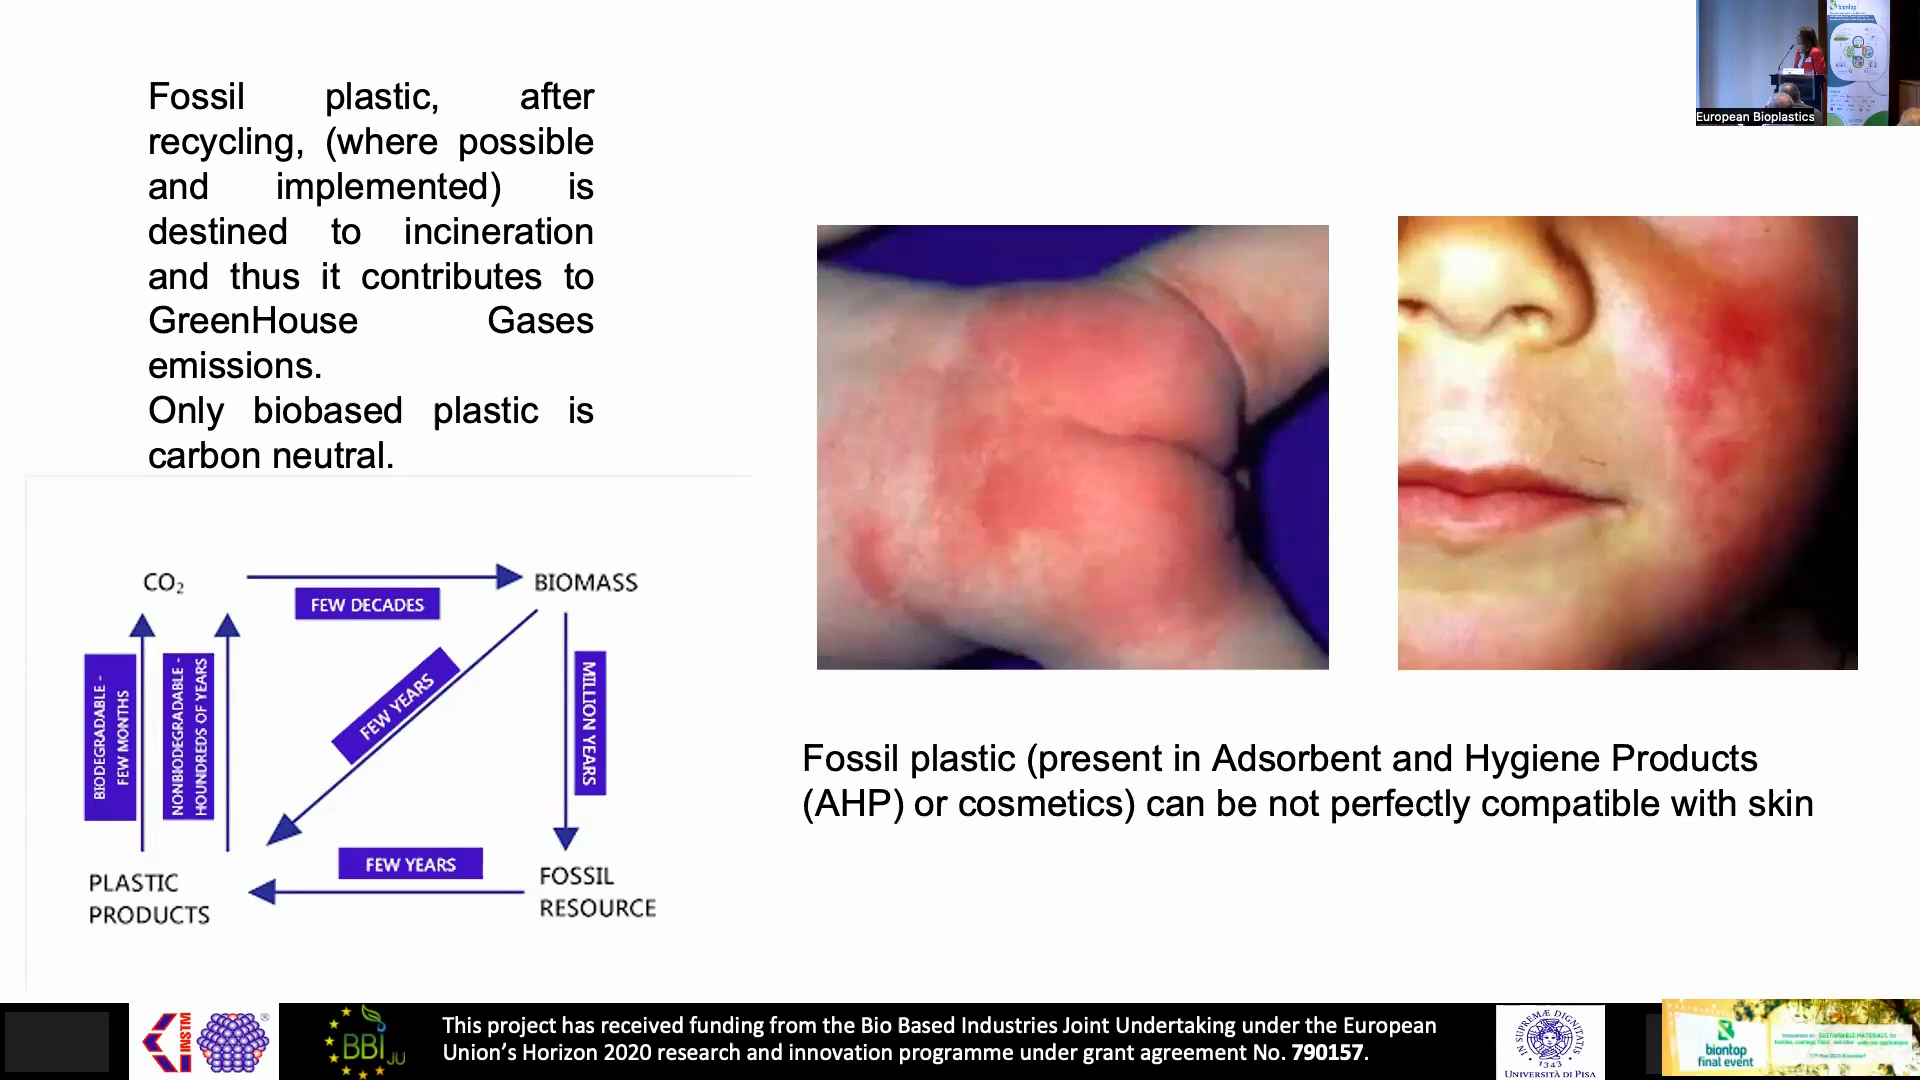 Fossil plastic, after
recycling, (where possible
and implemented) is
destined to incineration
and thus it contributes to
GreenHouse Gases
emissions.
Only biobased plastic is
carbon neutral.
CO₂
FEW DECADES
BIOMASS
BIODEGRADABLE -
FEW MONTHS
NONBIODEGRADABLE -
HOUNDREDS OF YEARS
FEW YEARS
MILLION YEARS
PLASTIC
PRODUCTS
FEW YEARS
FOSSIL
RESOURCE
biontop
European Bioplastics
Fossil plastic (present in Adsorbent and Hygiene Products
(AHP) or cosmetics) can be not perfectly compatible with skin
INSTM
®
BBI JU
This project has received funding from the Bio Based Industries Joint Undertaking under the European
Union’s Horizon 2020 research and innovation programme under grant agreement No. 790157.
IN SUPREMÆ DIGNITATIS
1343
UNIVERSITÀ DI PISA
biontop
final event